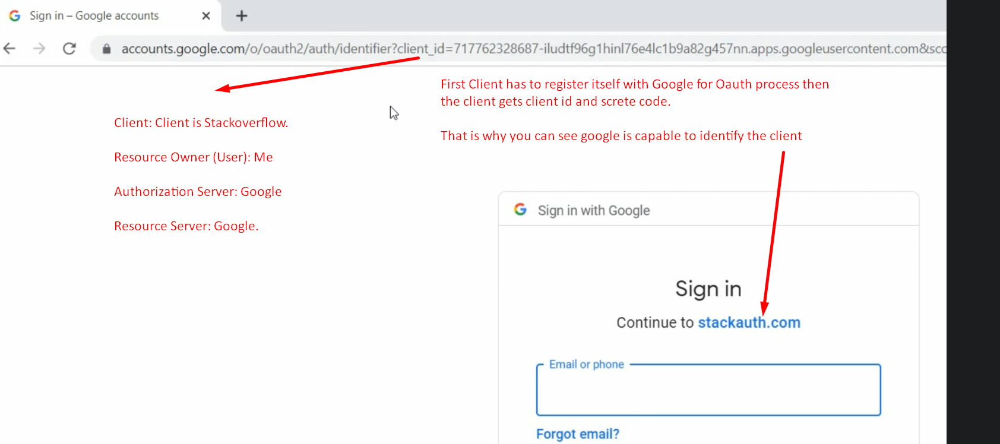 Sign in – Google accounts
accounts.google.com/o/oauth2/auth/identifier?client_id=717762328687-iludtf96g1hinl76e4lc1b9a82g457nn.apps.googleusercontent.com&scc
First Client has to register itself with Google for Oauth process then
the client gets client id and screte code.
That is why you can see google is capable to identify the client
Client: Client is Stackoverflow.
Resource Owner (User): Me
Authorization Server: Google
Resource Server: Google.
Sign in with Google
Sign in
Continue to stackauth.com
Email or phone
Forgot email?